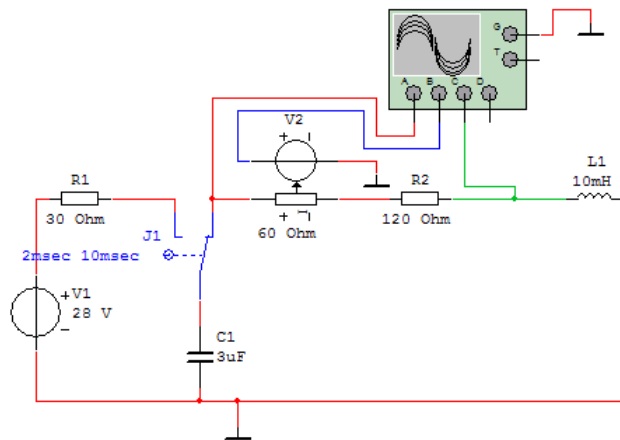 G
T
A B C D
V2
+ -
R1
30 Ohm
R2
120 Ohm
L1
10mH
J1
+ -
60 Ohm
2msec 10msec
+ V1
- 28 V
C1
3uF